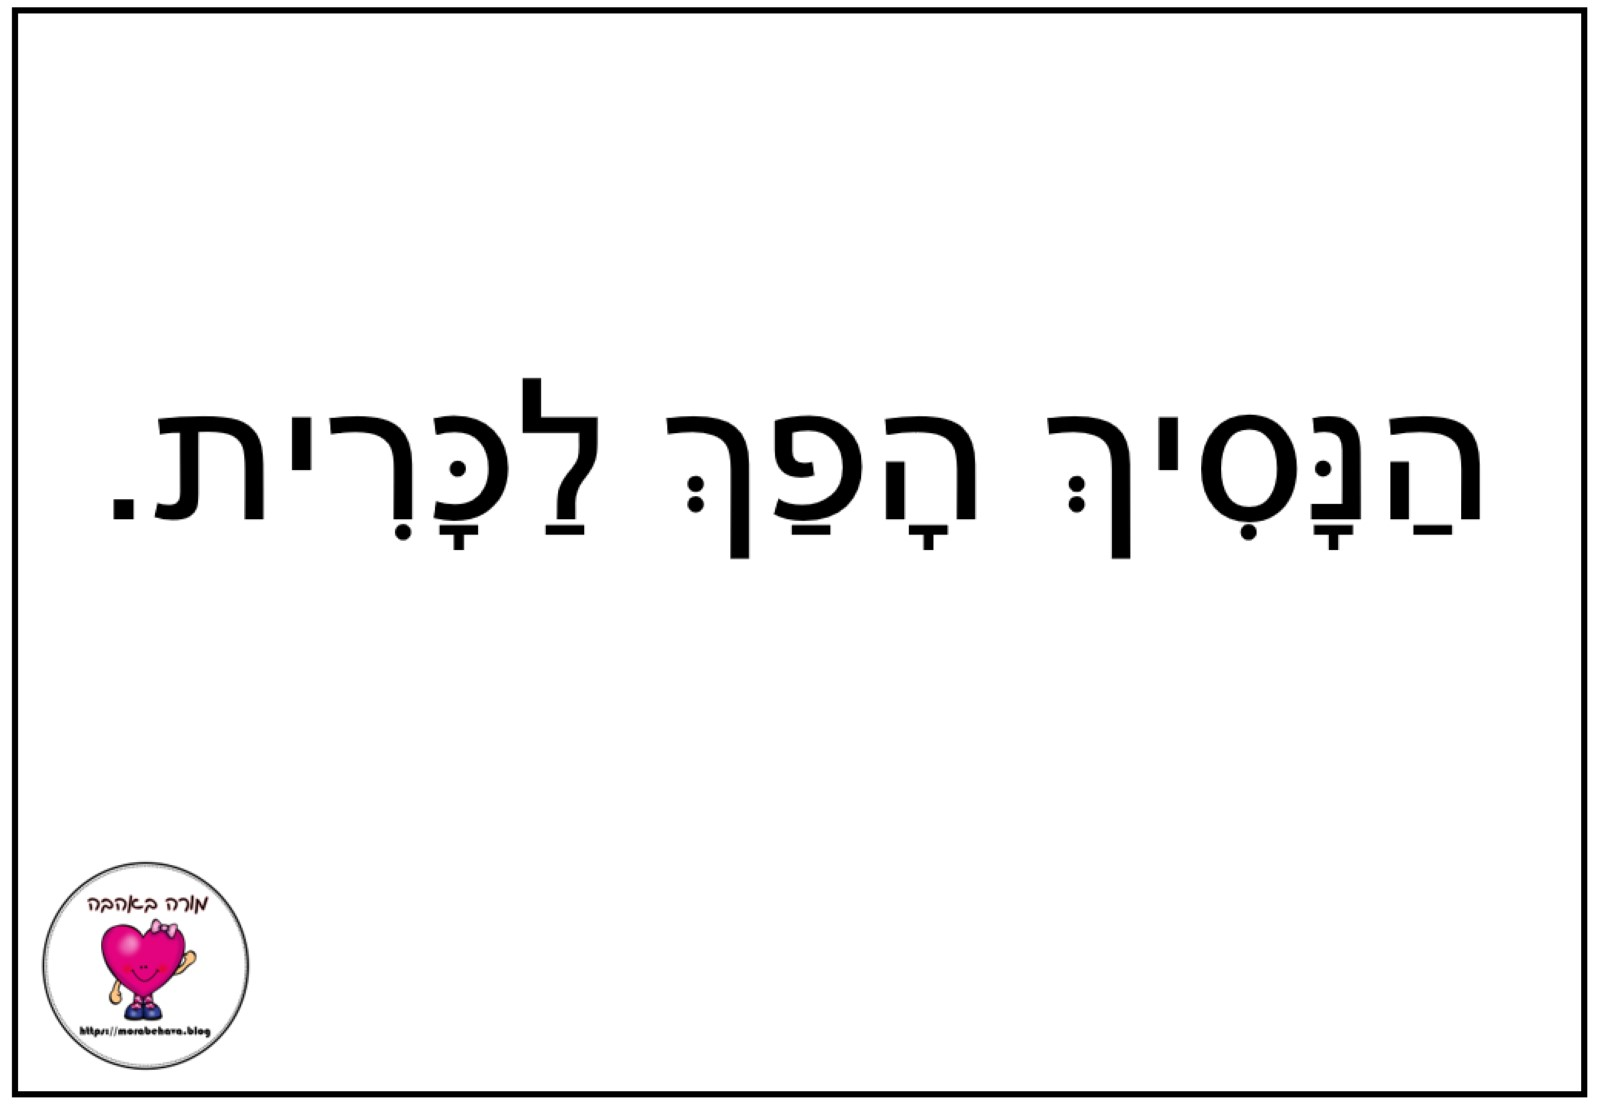 הַנָּסִיךְ הָפַךְ לַכָּרִית.
מורה באהבה
https://morabehava.blog